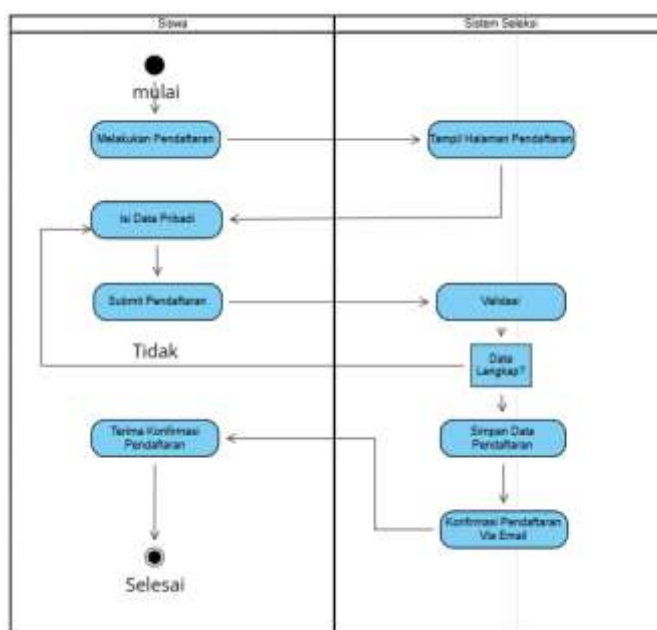 Siswa
Sistem Seleksi
mulai
Melakukan Pendaftaran
Tampil Halaman Pendaftaran
Isi Data Pribadi
Submit Pendaftaran
Validasi
Tidak
Data
Langkap?
Terima Konfirmasi
Pendaftaran
Simpan Data
Pendaftaran
Konfirmasi Pendaftaran
Via Email
Selesai